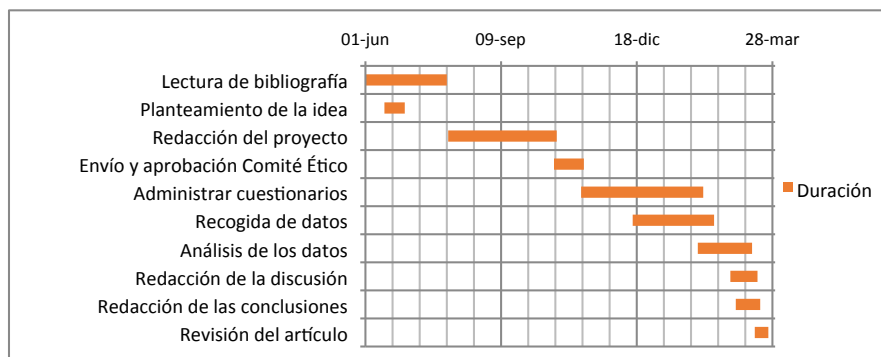 01-jun 09-sep 18-dic 28-mar
Lectura de bibliografía
Planteamiento de la idea
Redacción del proyecto
Envío y aprobación Comité Ético
Administrar cuestionarios
Duración
Recogida de datos
Análisis de los datos
Redacción de la discusión
Redacción de las conclusiones
Revisión del artículo